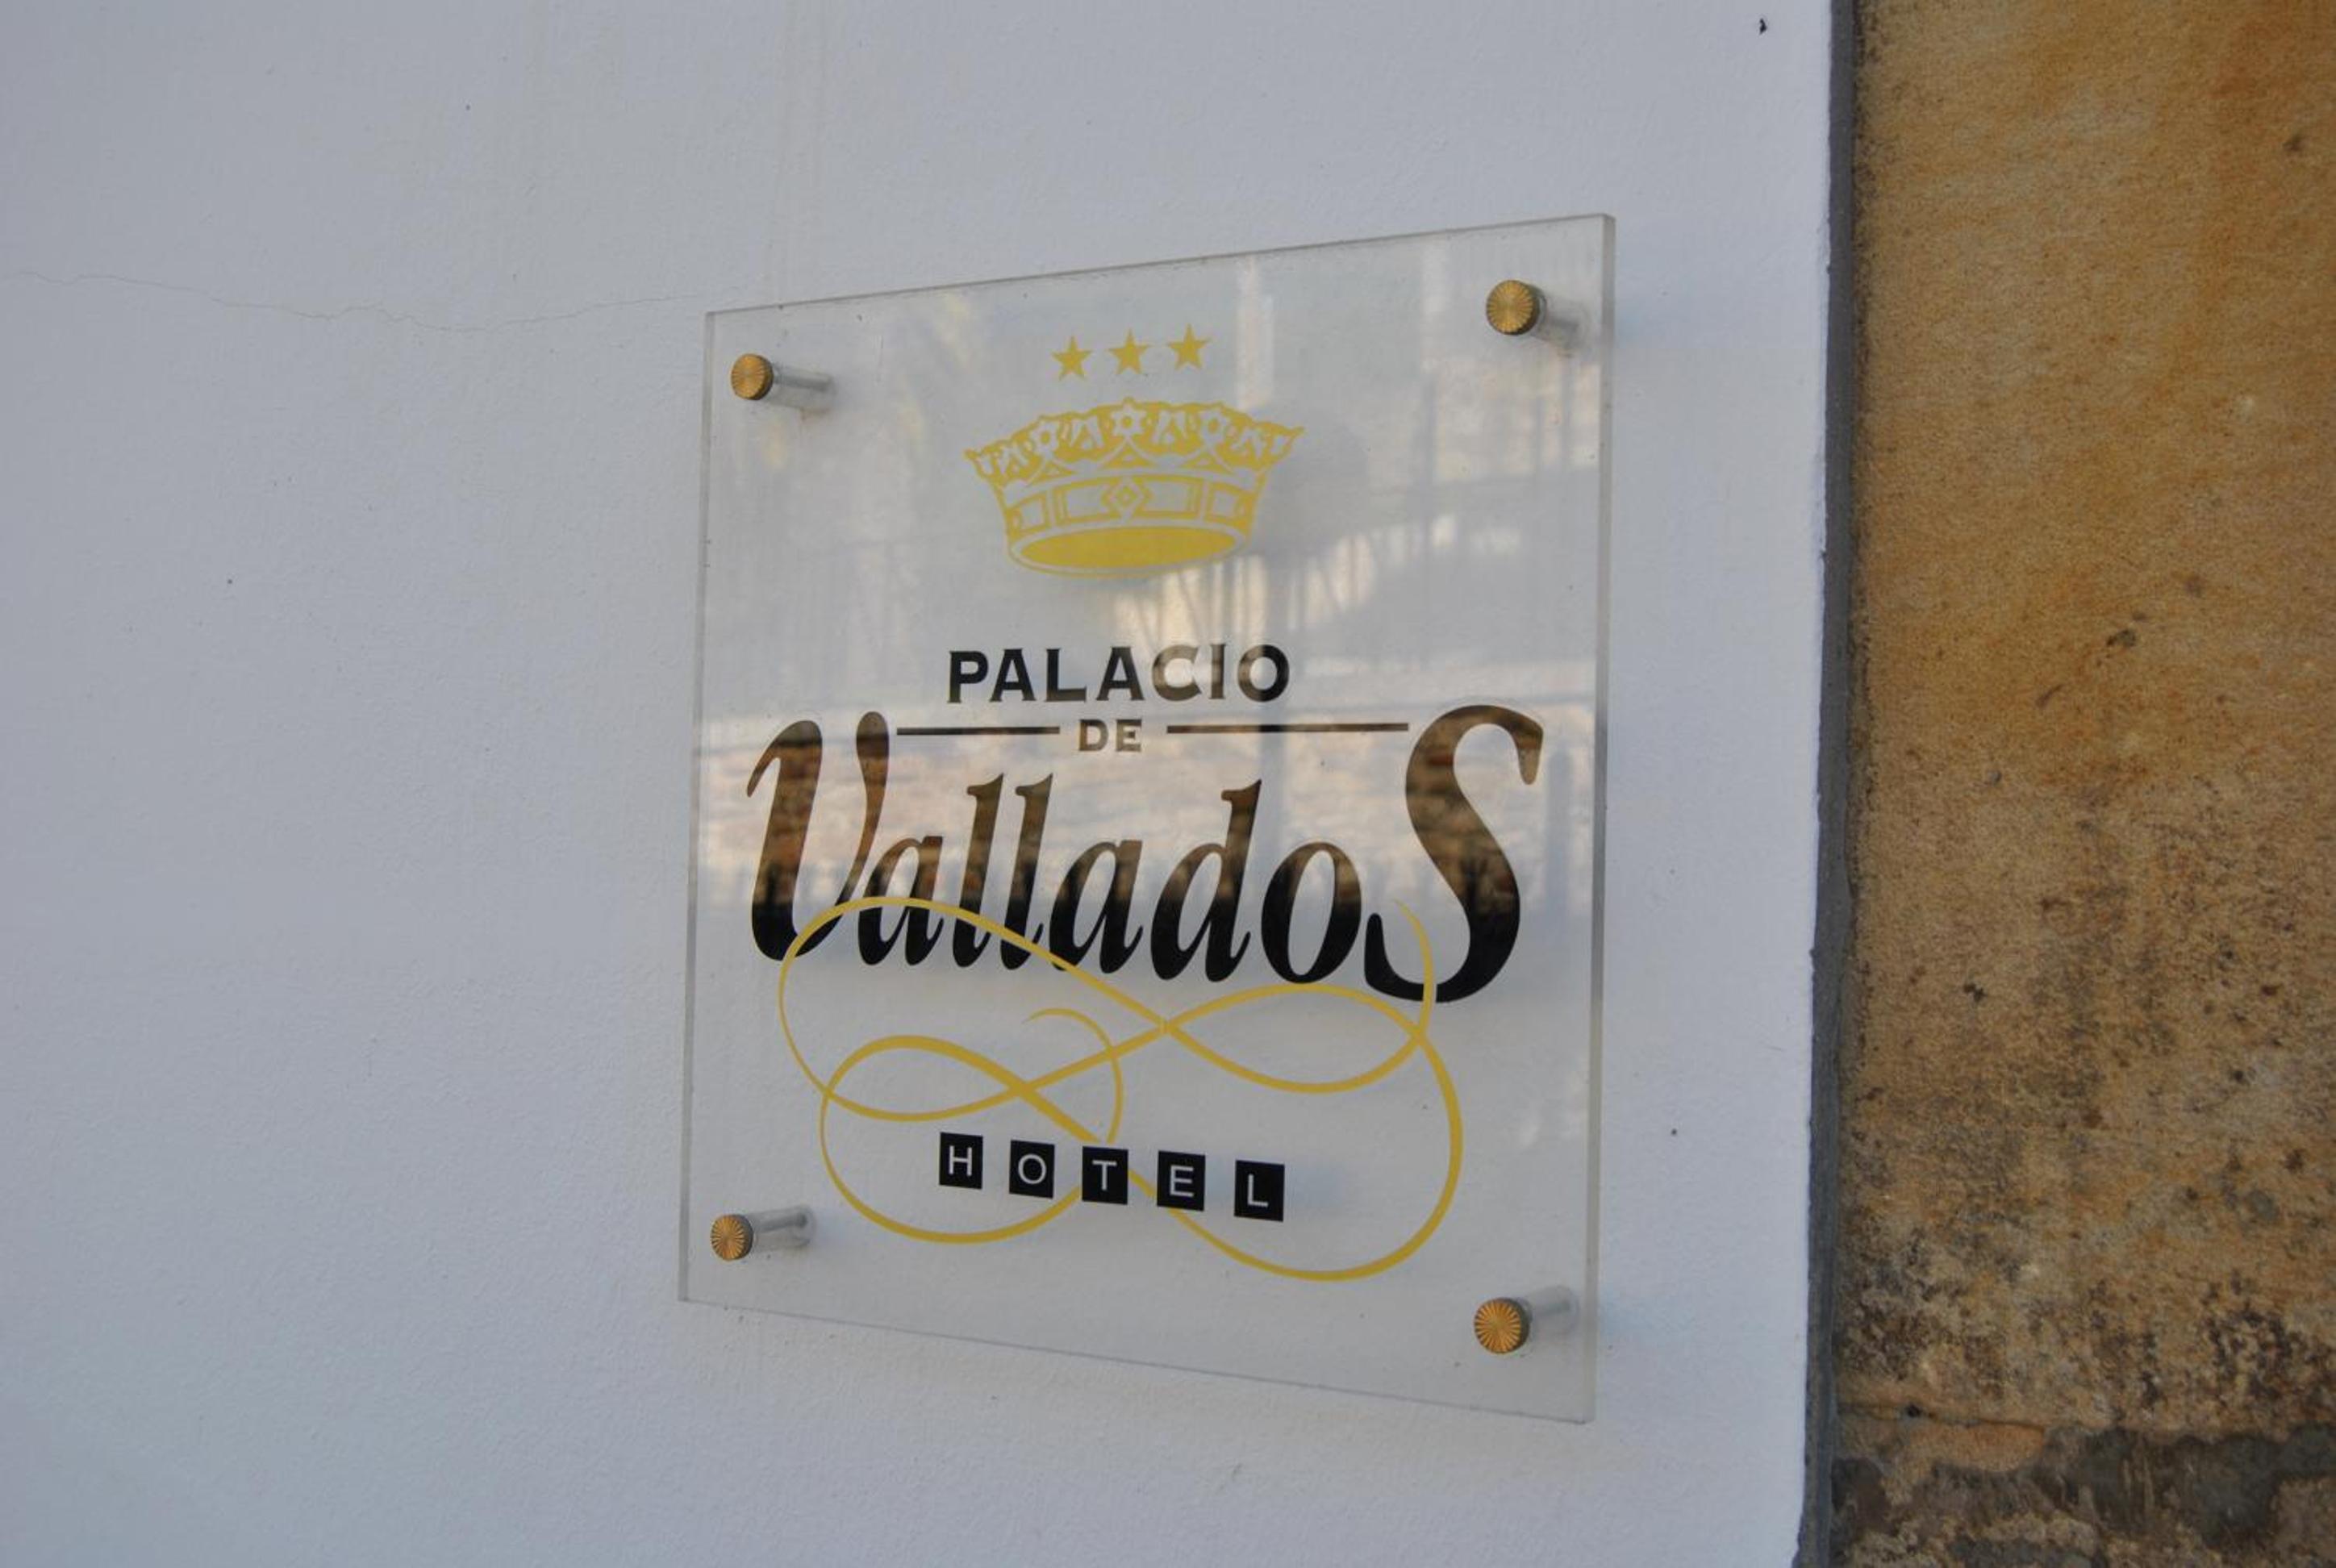 PALACIO
DE
ValladoS
HOTEL